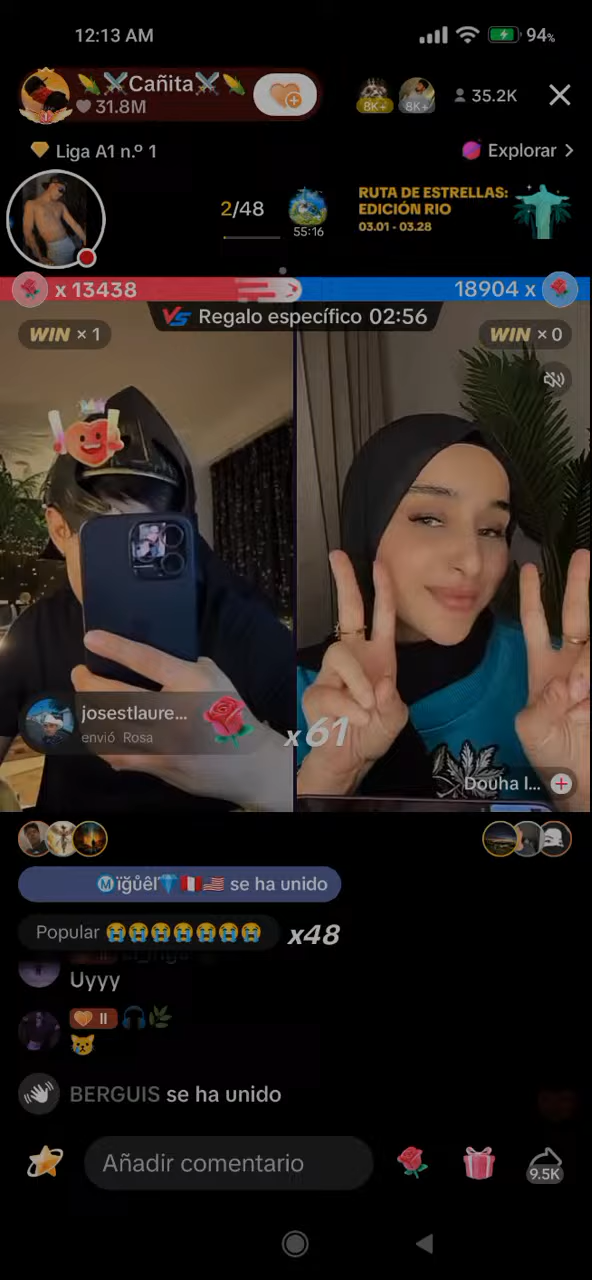 12:13 AM
94%
🌽⚔️Cañita⚔️🌽
31.8M
8K+
8K+
35.2K
Liga A1 n.º 1
Explorar >
2/48
55:16
RUTA DE ESTRELLAS:
EDICIÓN RIO
03.01 - 03.28
x 13438
18904 x
VS Regalo específico 02:56
WIN × 1
WIN × 0
josestlaure...
envió Rosa
x61
Douha l...
Ⓜïğůêl💎🇵🇪🇺🇸 se ha unido
Popular 😭😭😭😭😭😭😭 x48
Uyyy
II 🎧🌿
😿
BERGUIS se ha unido
Añadir comentario
9.5K